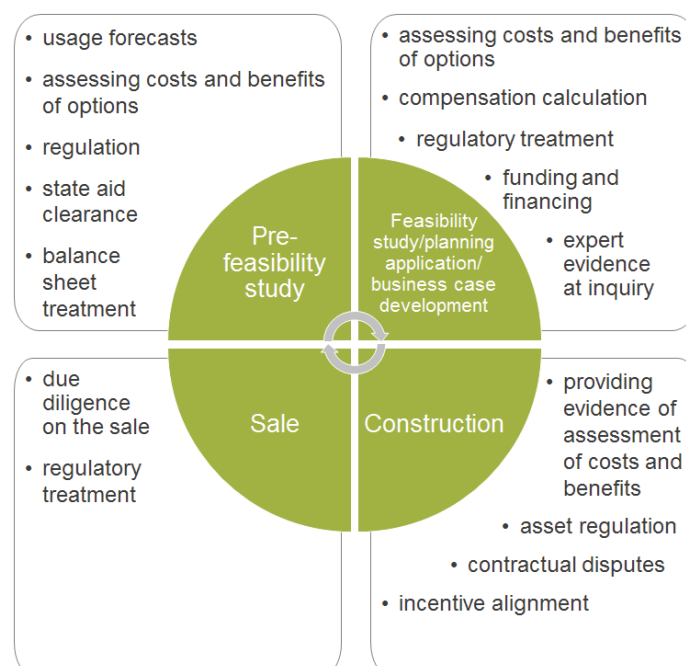 • usage forecasts
• assessing costs and benefits
of options
• regulation
• state aid
clearance
• balance
sheet
treatment
• assessing costs and benefits
of options
• compensation calculation
• regulatory treatment
• funding and
financing
• expert
evidence
at inquiry
Pre-
feasibility
study
Feasibility
study/planning
application/
business case
development
Sale
Construction
• due
diligence
on the sale
• regulatory
treatment
• providing
evidence of
assessment
of costs and
benefits
• asset regulation
• contractual disputes
• incentive alignment